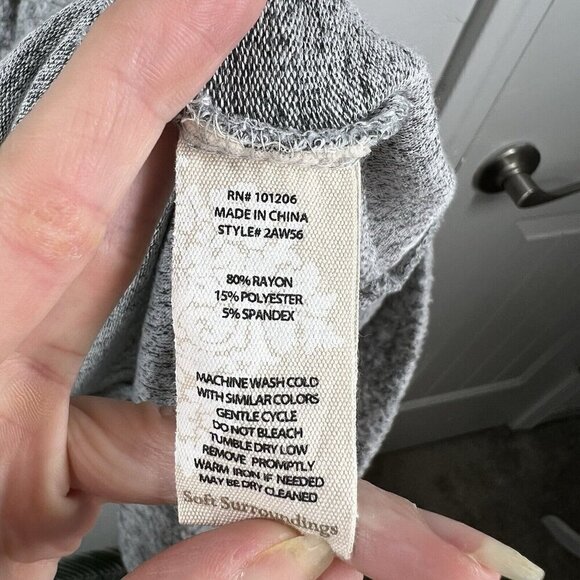 RN# 101206
MADE IN CHINA
STYLE# 2AW56
80% RAYON
15% POLYESTER
5% SPANDEX
MACHINE WASH COLD
WITH SIMILAR COLORS
GENTLE CYCLE
DO NOT BLEACH
TUMBLE DRY LOW
REMOVE PROMPTLY
WARM IRON IF NEEDED
MAY BE DRY CLEANED
Soft Surroundings